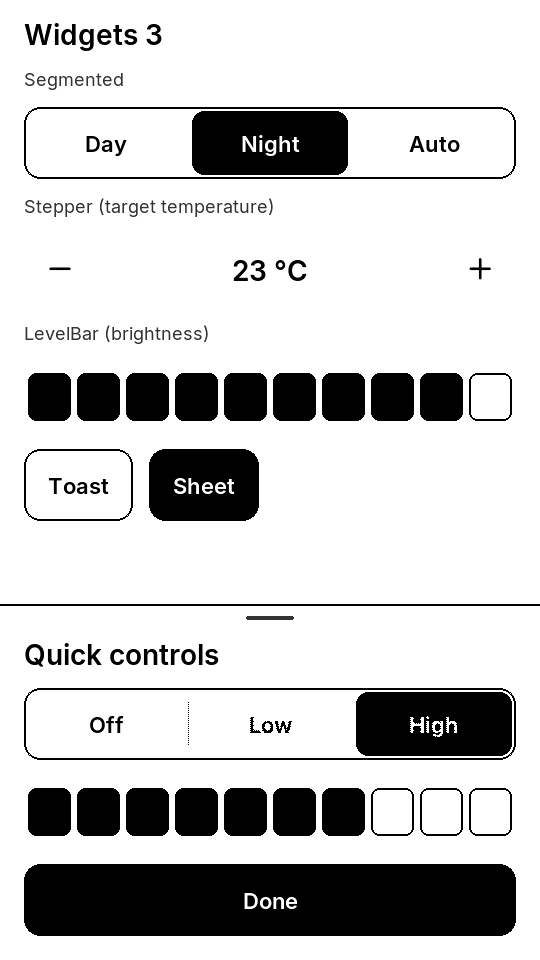 Widgets 3
Segmented
Day Night Auto
Stepper (target temperature)
− 23 °C +
LevelBar (brightness)
Toast Sheet
Quick controls
Off Low High
Done